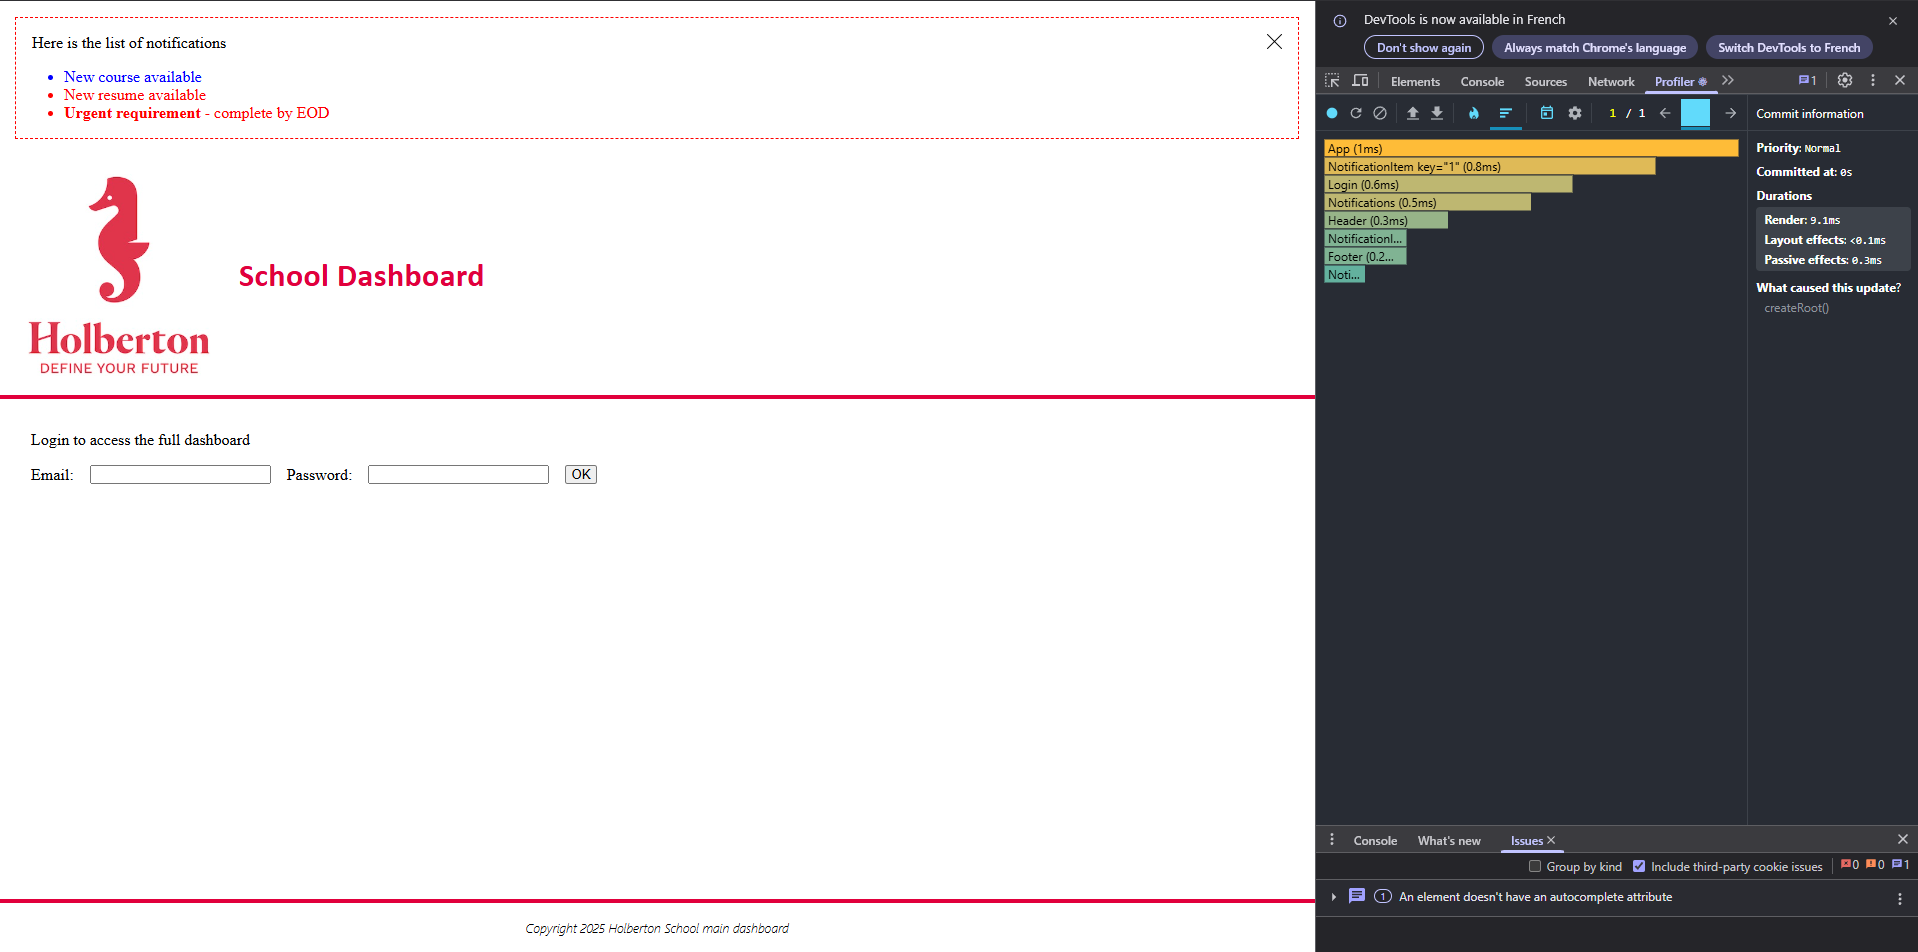 Here is the list of notifications
New course available
New resume available
Urgent requirement - complete by EOD
Holberton
DEFINE YOUR FUTURE
School Dashboard
Login to access the full dashboard
Email: Password: OK
Copyright 2025 Holberton School main dashboard
DevTools is now available in French
Don't show again Always match Chrome's language Switch DevTools to French
Elements Console Sources Network Profiler 1
1 / 1 Commit information
App (1ms)
NotificationItem key="1" (0.8ms)
Login (0.6ms)
Notifications (0.5ms)
Header (0.3ms)
NotificationI...
Footer (0.2...
Noti...
Priority: Normal
Committed at: 0s
Durations
Render: 9.1ms
Layout effects: <0.1ms
Passive effects: 0.3ms
What caused this update?
createRoot()
Console What's new Issues
Group by kind Include third-party cookie issues 0 0 1
1 An element doesn't have an autocomplete attribute